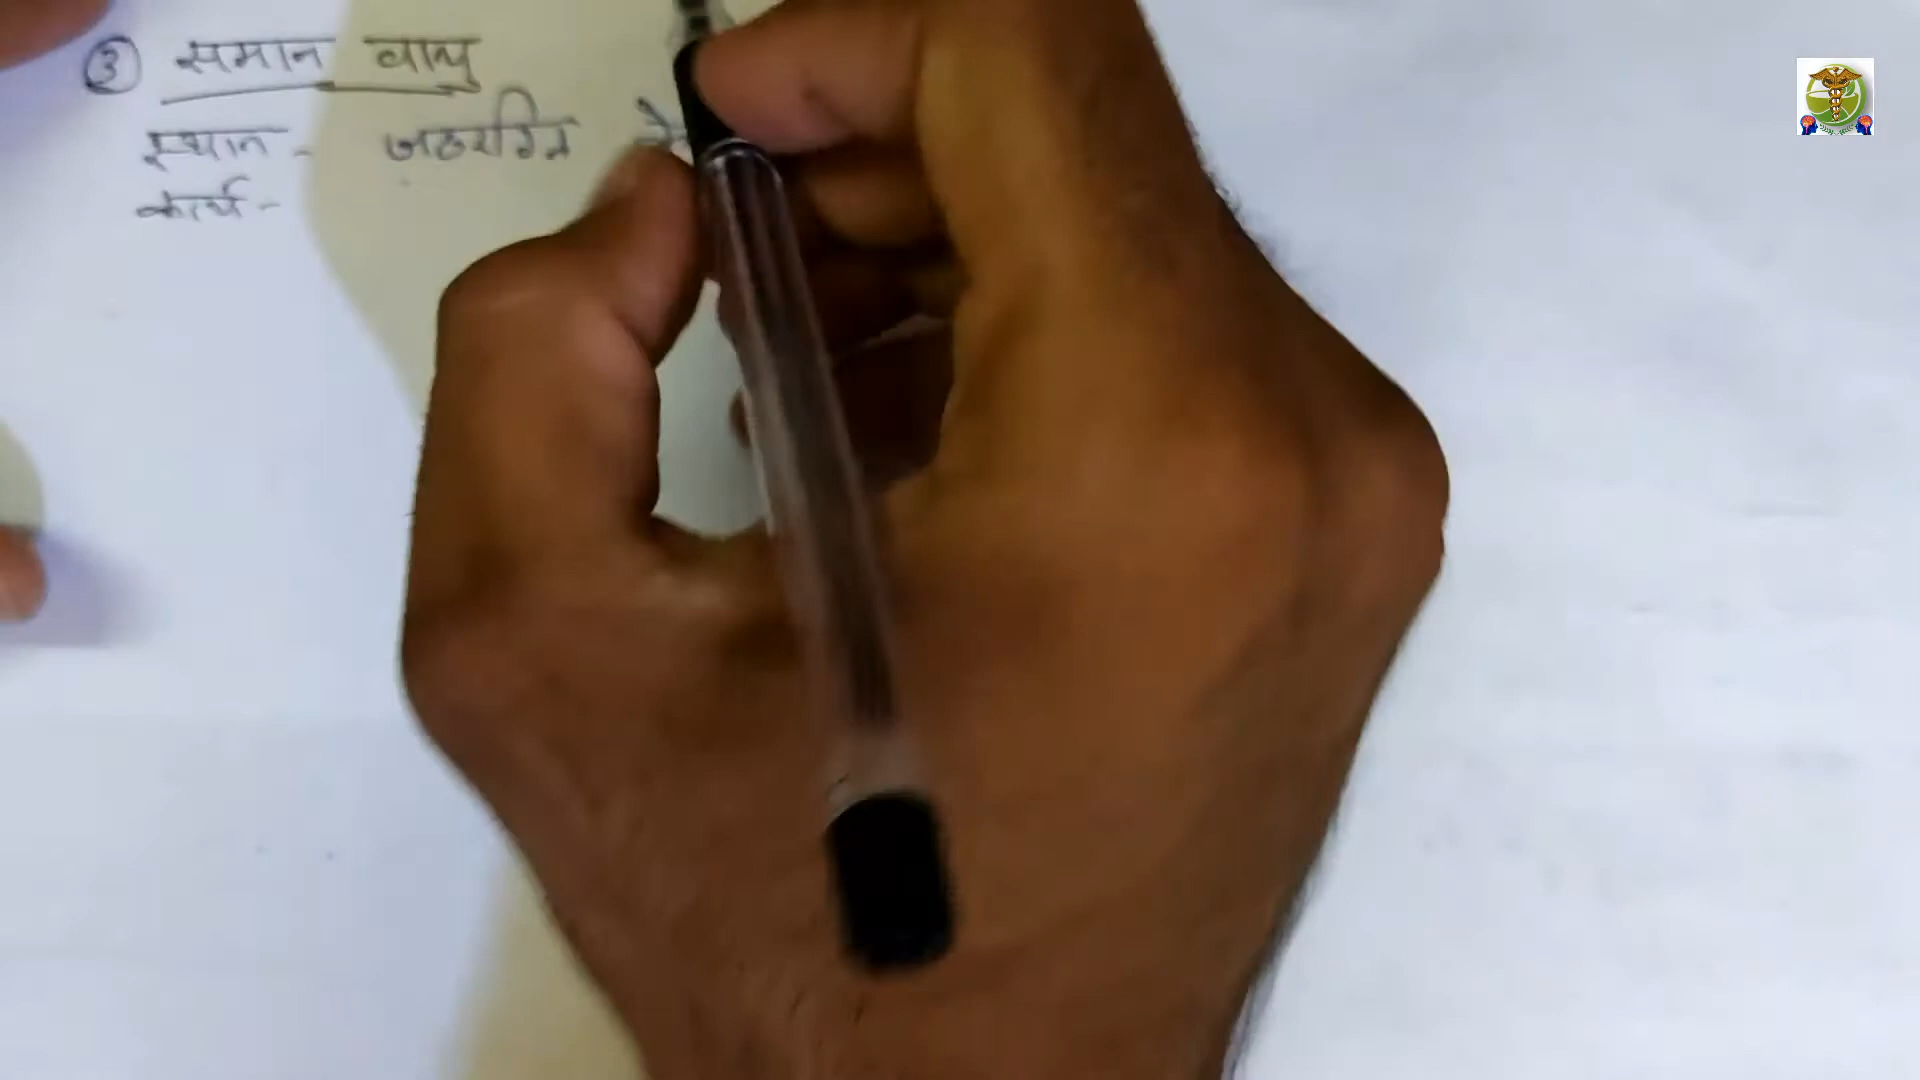 ③ समान वायु
स्थान - जठराग्नि के
कार्य -